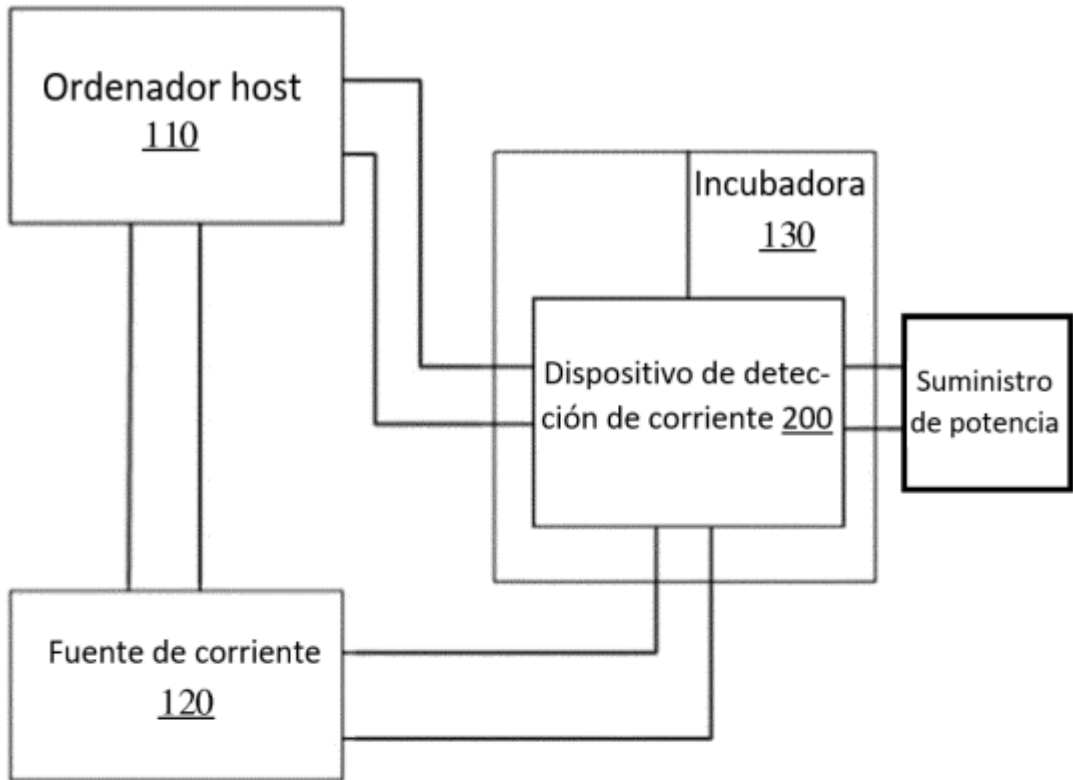 Ordenador host
110
Incubadora
130
Dispositivo de detec-
ción de corriente 200
Suministro
de potencia
Fuente de corriente
120